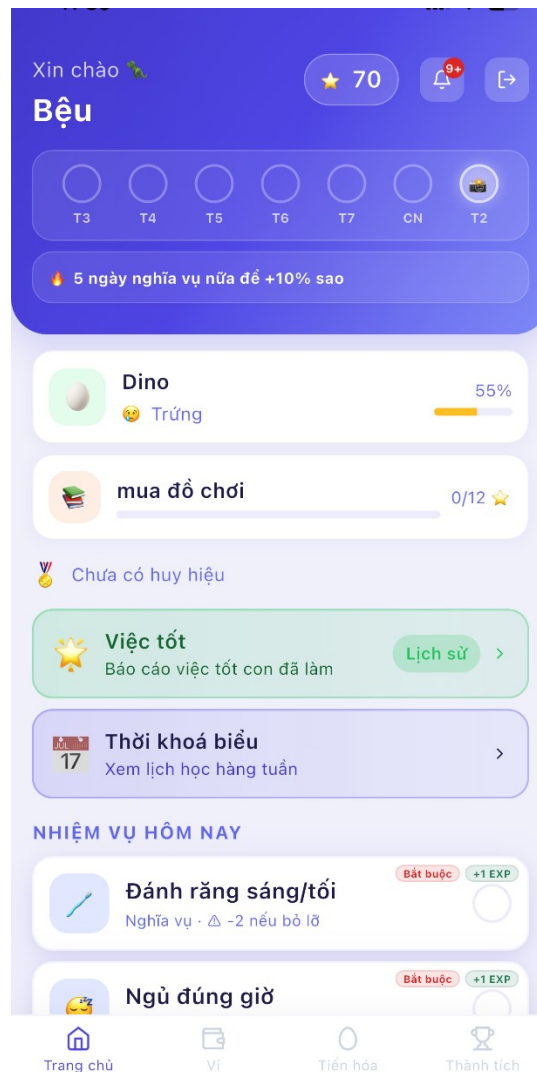 Xin chào
Bệu
70
9+
T3 T4 T5 T6 T7 CN T2
5 ngày nghĩa vụ nữa để +10% sao
Dino
Trứng
55%
mua đồ chơi
0/12
Chưa có huy hiệu
Việc tốt
Báo cáo việc tốt con đã làm
Lịch sử
JUL
17
Thời khoá biểu
Xem lịch học hàng tuần
NHIỆM VỤ HÔM NAY
Bắt buộc +1 EXP
Đánh răng sáng/tối
Nghĩa vụ · ⚠ -2 nếu bỏ lỡ
Bắt buộc +1 EXP
Ngủ đúng giờ
Trang chủ Ví Tiến hóa Thành tích